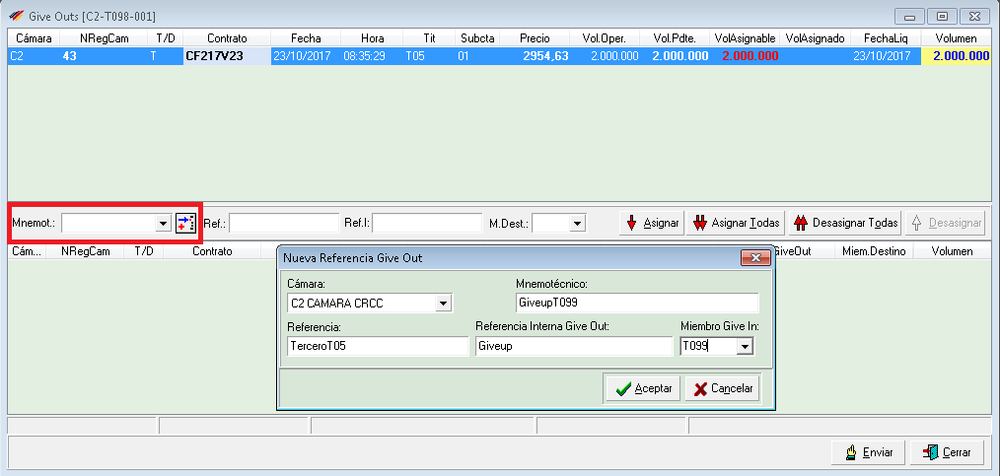 Give Outs [C2-T098-001]
Cámara NRegCam T/D Contrato Fecha Hora Tit Subcta Precio Vol.Oper. Vol.Pdte. VolAsignable VolAsignado FechaLiq Volumen
C2 43 T CF217V23 23/10/2017 08:35:29 T05 01 2954,63 2.000.000 2.000.000 2.000.000 23/10/2017 2.000.000
Mnemot.: Ref.: Ref.I: M.Dest.: Asignar Asignar Todas Desasignar Todas Desasignar
Cám... NRegCam T/D Contrato GiveOut Miem.Destino Volumen
Nueva Referencia Give Out
Cámara: Mnemotécnico:
C2 CAMARA CRCC GiveupT099
Referencia: Referencia Interna Give Out: Miembro Give In:
TerceroT05 Giveup T099
Aceptar Cancelar
Enviar Cerrar